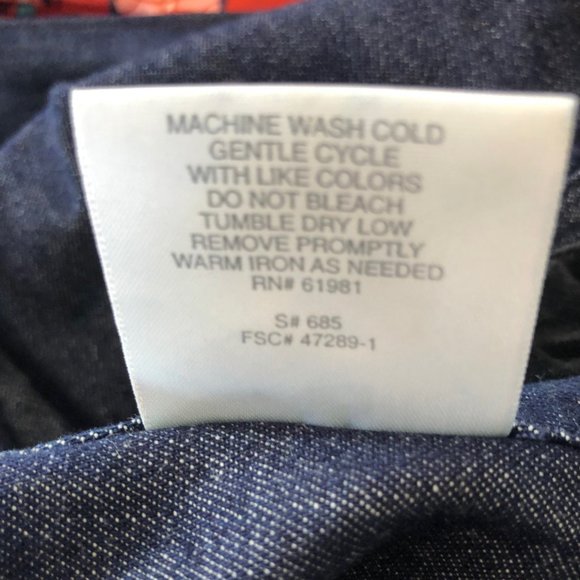 MACHINE WASH COLD
GENTLE CYCLE
WITH LIKE COLORS
DO NOT BLEACH
TUMBLE DRY LOW
REMOVE PROMPTLY
WARM IRON AS NEEDED
RN# 61981
S# 685
FSC# 47289-1